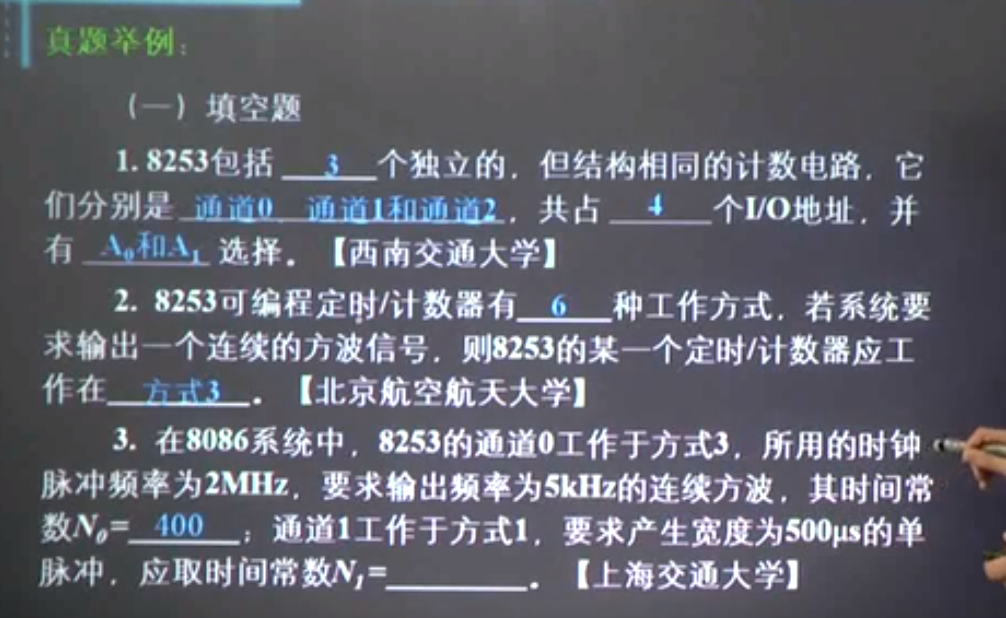 真题举例：
（一）填空题
1. 8253包括 3 个独立的，但结构相同的计数电路，它
们分别是 通道0 通道1和通道2，共占 4 个I/O地址，并
有 A₀和A₁ 选择。【西南交通大学】
2. 8253可编程定时/计数器有 6 种工作方式，若系统要
求输出一个连续的方波信号，则8253的某一个定时/计数器应工
作在 方式3 。【北京航空航天大学】
3. 在8086系统中，8253的通道0工作于方式3，所用的时钟
脉冲频率为2MHz，要求输出频率为5kHz的连续方波，其时间常
数N₀= 400 ；通道1工作于方式1，要求产生宽度为500μs的单
脉冲，应取时间常数N₁=______。【上海交通大学】